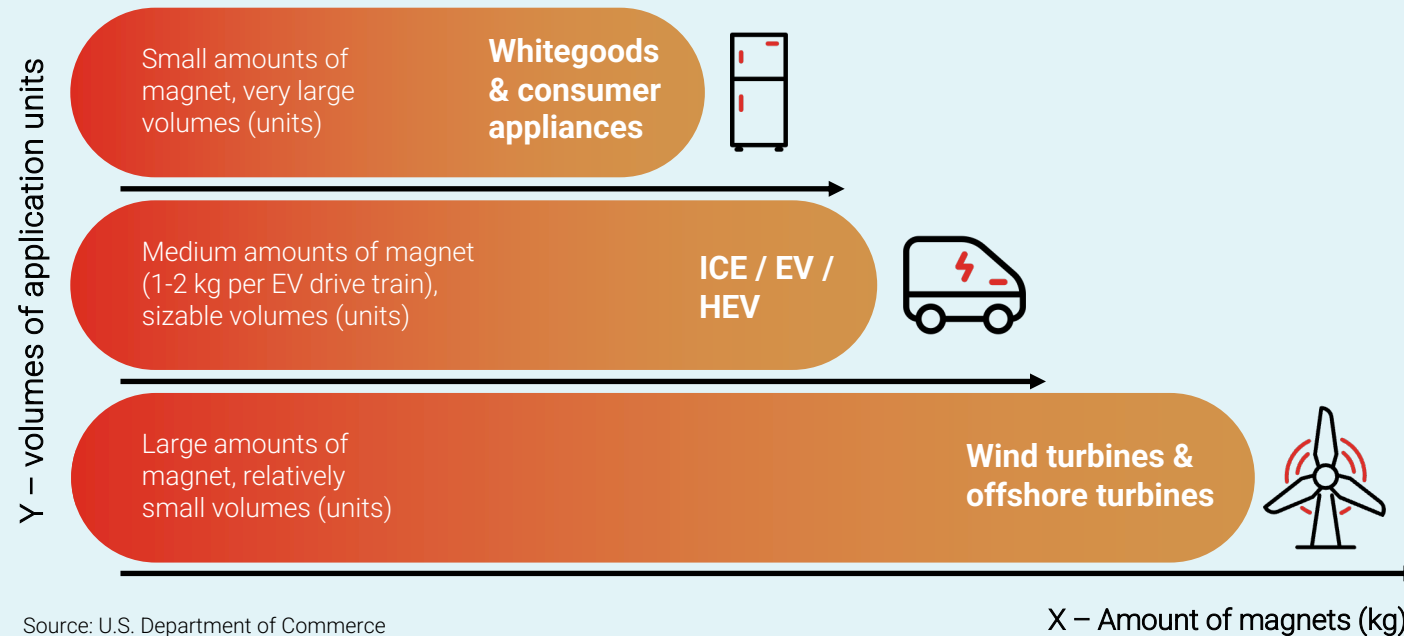 Y – volumes of application units
Small amounts of
magnet, very large
volumes (units)
Whitegoods
& consumer
appliances
Medium amounts of magnet
(1-2 kg per EV drive train),
sizable volumes (units)
ICE / EV /
HEV
Large amounts of
magnet, relatively
small volumes (units)
Wind turbines &
offshore turbines
Source: U.S. Department of Commerce
X – Amount of magnets (kg)